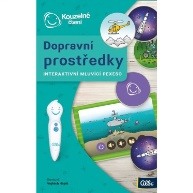 Kouzelné
čtení
Dopravní
prostředky
INTERAKTIVNÍ MLUVÍCÍ PEXESO
Albi